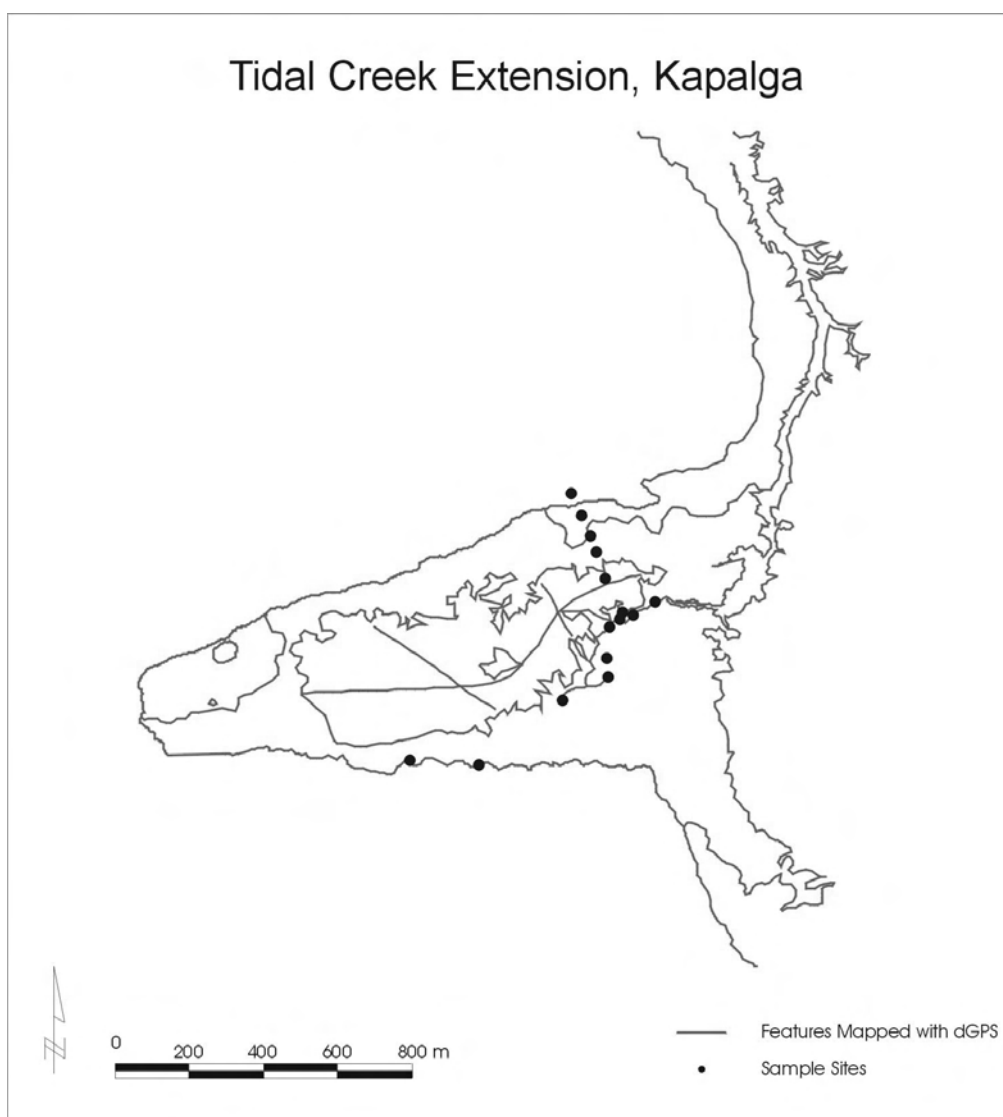 Tidal Creek Extension, Kapalga
0 200 400 600 800 m
Features Mapped with dGPS
Sample Sites
N